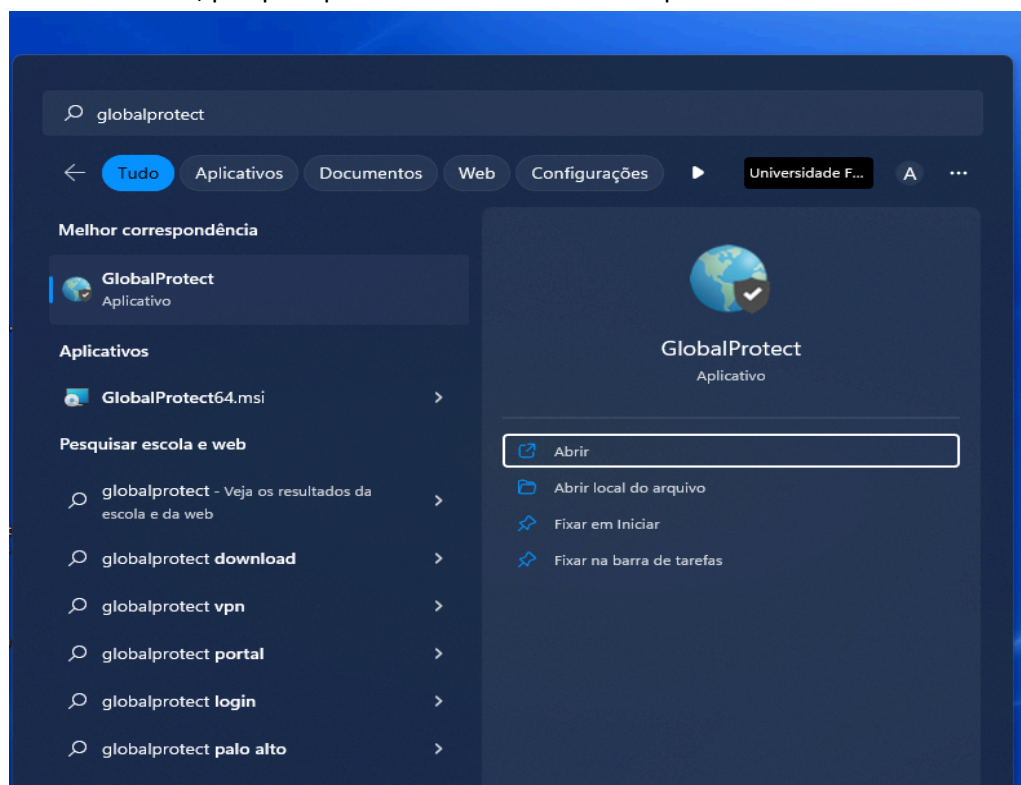 globalprotect
Tudo Aplicativos Documentos Web Configurações Universidade F... A ...
Melhor correspondência
GlobalProtect
Aplicativo
Aplicativos
GlobalProtect64.msi
Pesquisar escola e web
globalprotect - Veja os resultados da
escola e da web
globalprotect download
globalprotect vpn
globalprotect portal
globalprotect login
globalprotect palo alto
GlobalProtect
Aplicativo
Abrir
Abrir local do arquivo
Fixar em Iniciar
Fixar na barra de tarefas